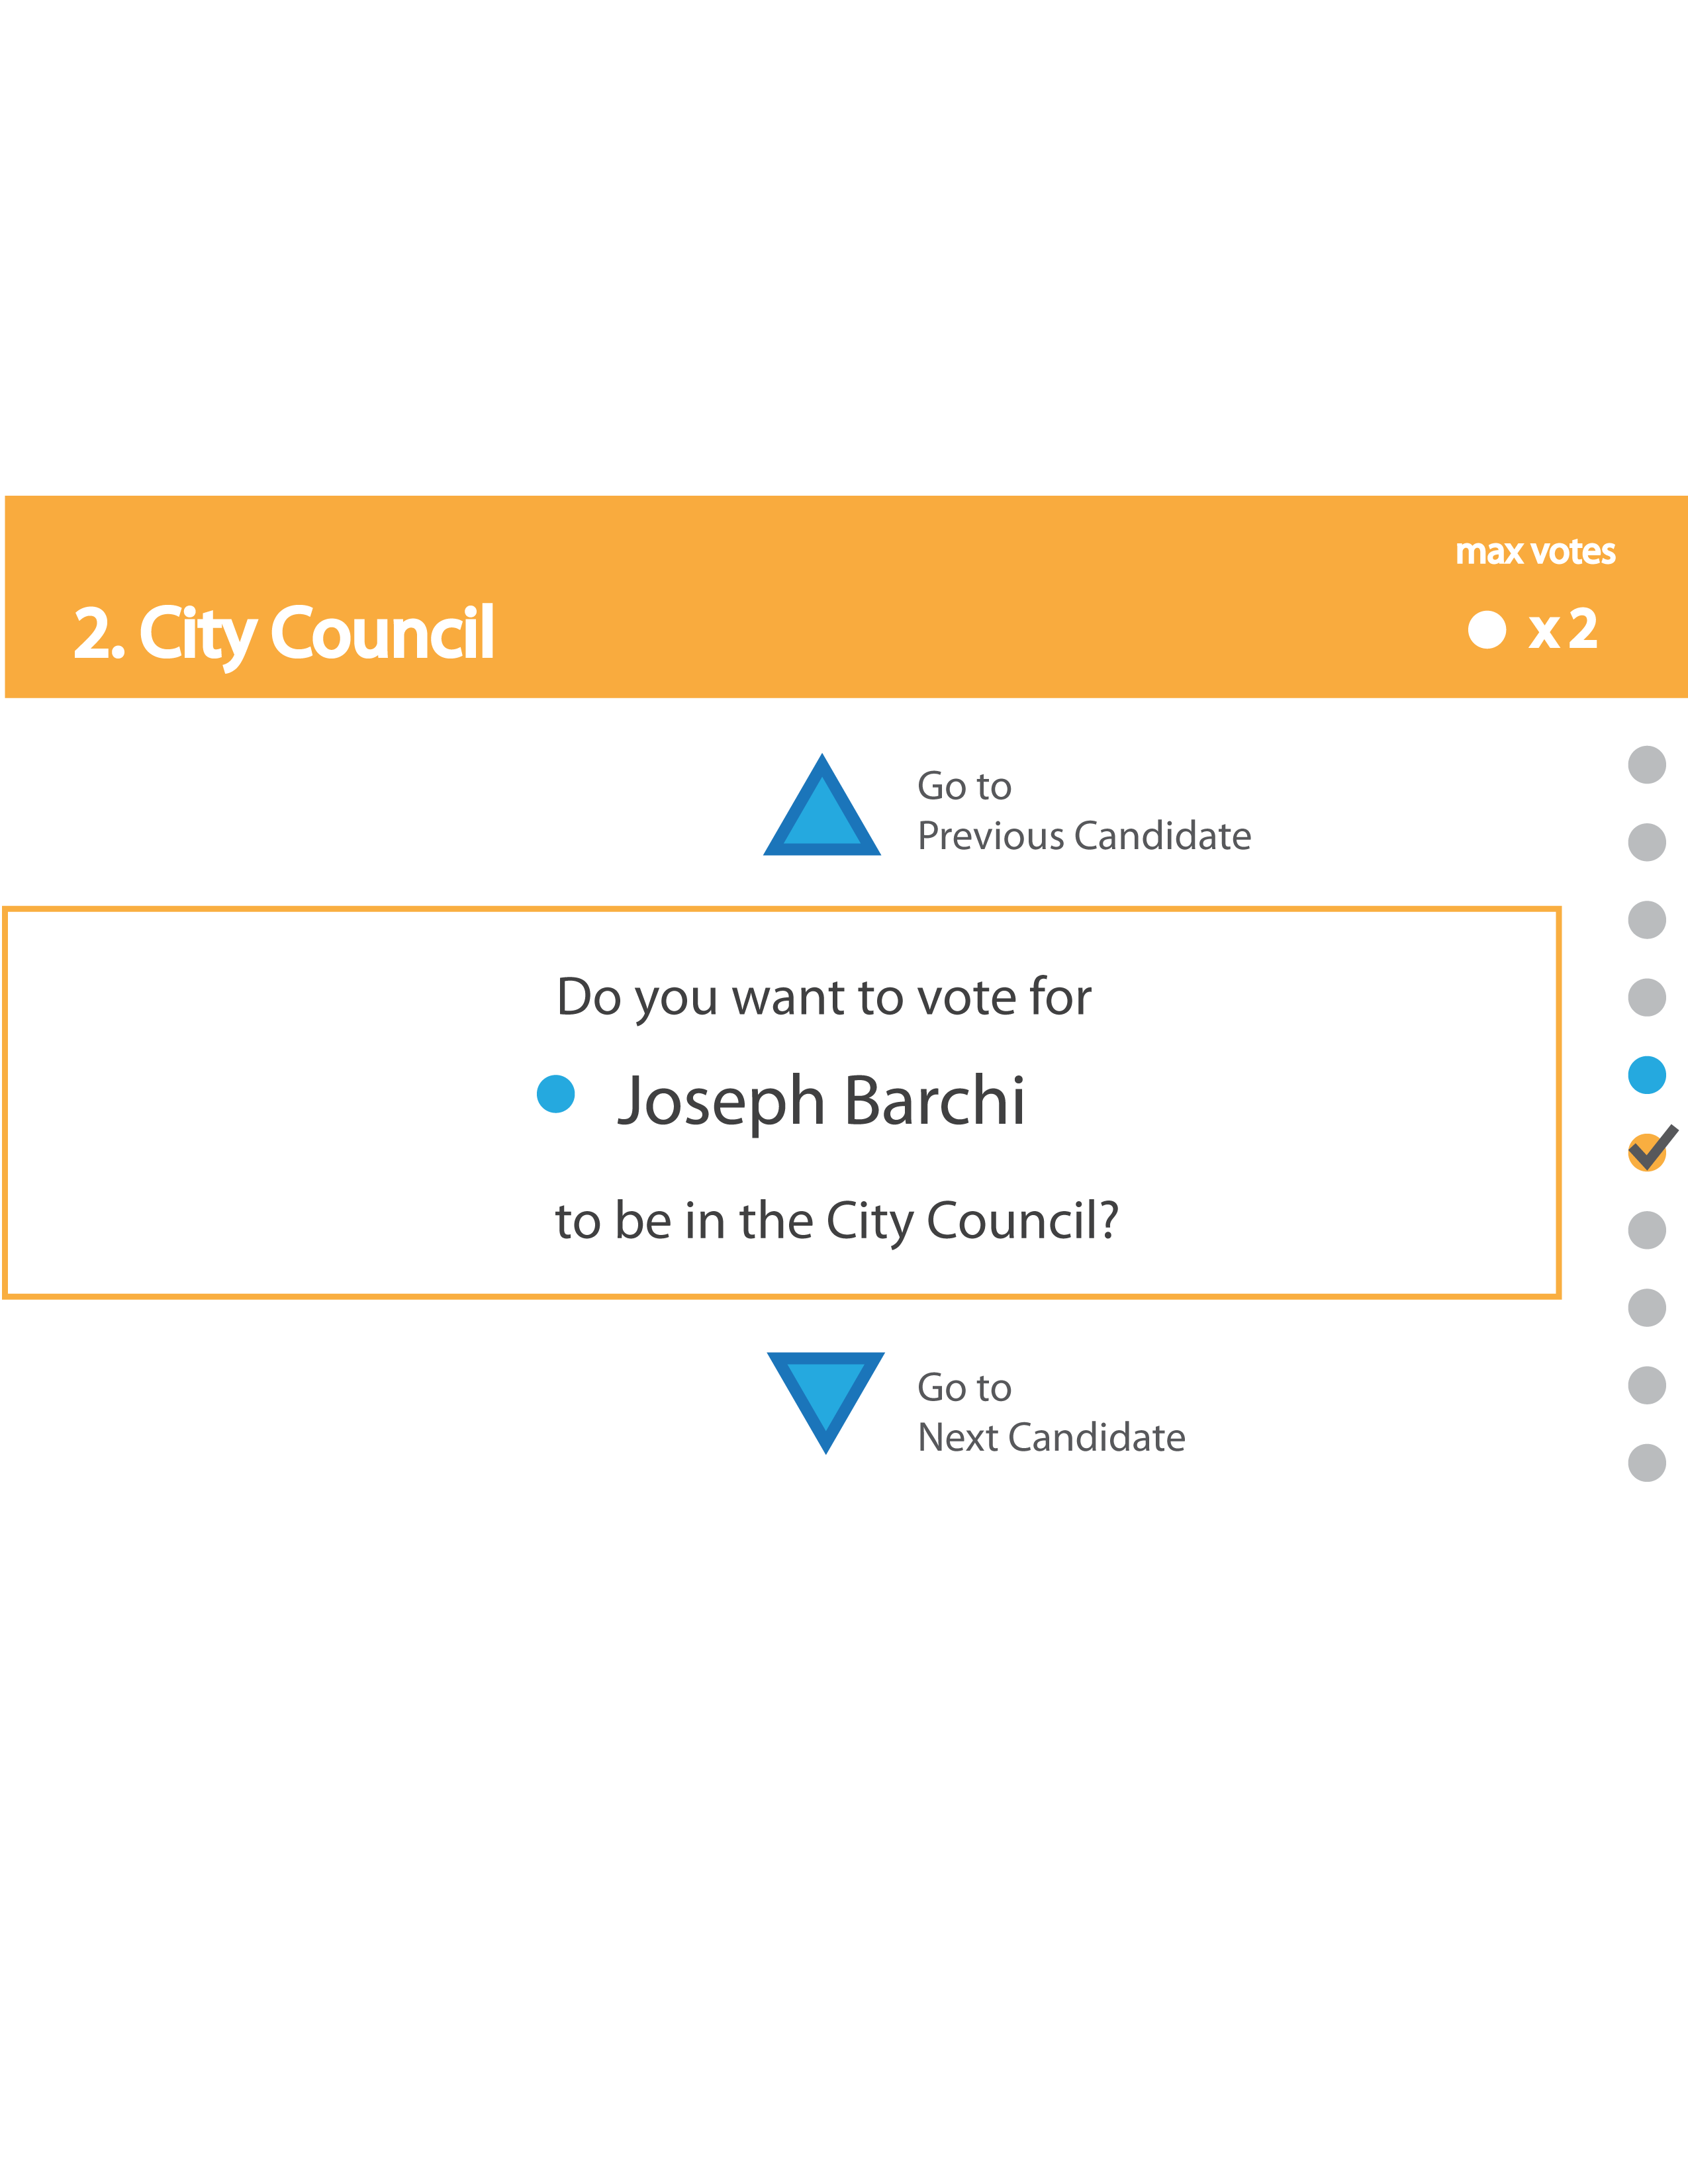 max votes
2. City Council
x 2
Go to
Previous Candidate
Do you want to vote for
Joseph Barchi
to be in the City Council?
Go to
Next Candidate